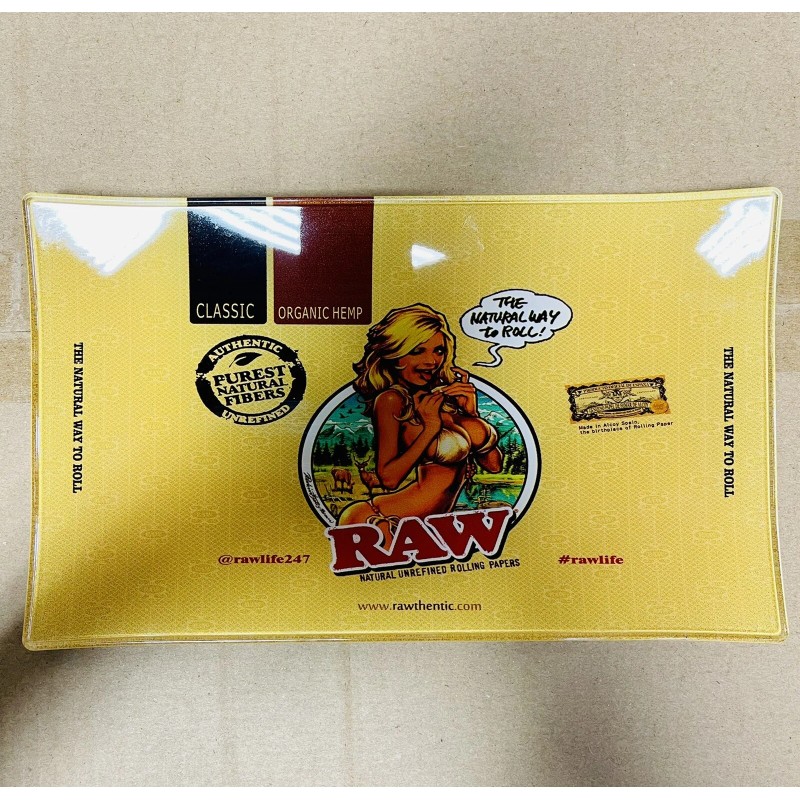 CLASSIC
ORGANIC HEMP
AUTHENTIC
PUREST
NATURAL
FIBERS
UNREFINED
THE
NATURAL WAY
to ROLL!
THE NATURAL WAY TO ROLL
Made in Alcoy Spain,
the birthplace of Rolling Paper
THE NATURAL WAY TO ROLL
RAW
NATURAL UNREFINED ROLLING PAPERS
@rawlife247
#rawlife
www.rawthentic.com